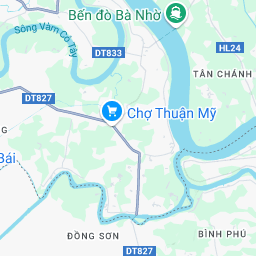 Bến đò Bà Nhờ
Sông Vàm Cỏ Tây
DT833
HL24
TÂN CHÁNH
DT827
Chợ Thuận Mỹ
G
Bái
ĐỒNG SƠN
BÌNH PHÚ
DT827